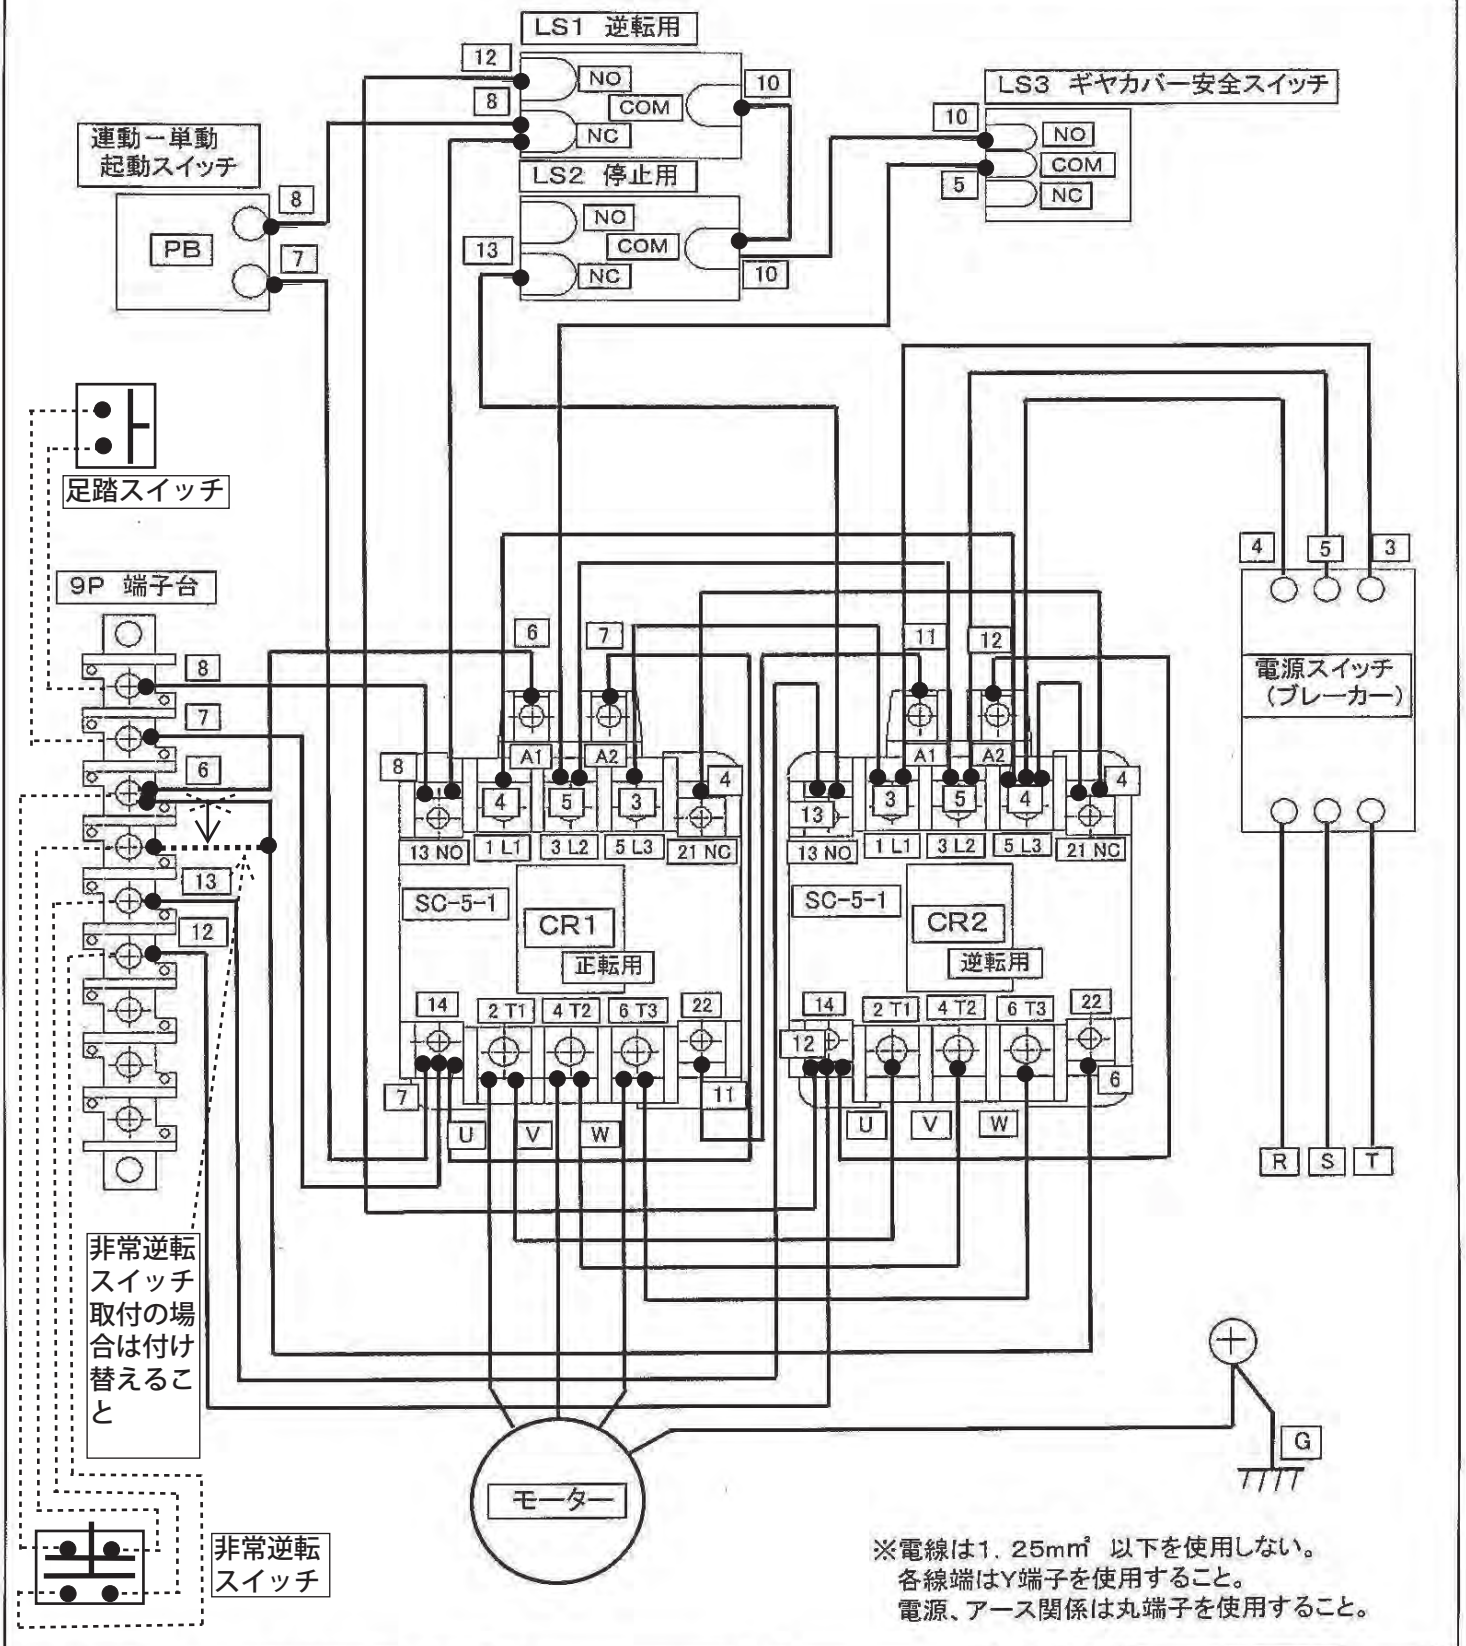 LS1 逆転用
12
NO
10
8
COM
NC
LS3 ギヤカバー安全スイッチ
10
NO
COM
5
NC
連動ー単動
起動スイッチ
8
PB
7
LS2 停止用
NO
13
COM
NC
10
足踏スイッチ
9P 端子台
8
7
6
13
12
4
5
3
電源スイッチ
(ブレーカー)
R
S
T
6
7
11
12
A1
A2
A1
A2
8
4
5
3
4
13
3
5
4
4
13 NO
1 L1
3 L2
5 L3
21 NC
13 NO
1 L1
3 L2
5 L3
21 NC
SC-5-1
CR1
正転用
SC-5-1
CR2
逆転用
14
2 T1
4 T2
6 T3
22
14
2 T1
4 T2
6 T3
22
12
7
11
6
U
V
W
U
V
W
非常逆転
スイッチ
取付の場
合は付け
替えるこ
と
モーター
G
非常逆転
スイッチ
※電線は1.25m㎡ 以下を使用しない。
各線端はY端子を使用すること。
電源、アース関係は丸端子を使用すること。